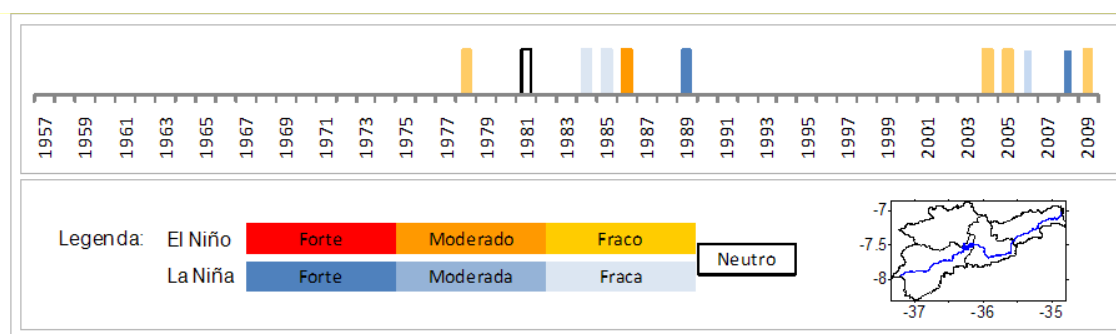 1957 1959 1961 1963 1965 1967 1969 1971 1973 1975 1977 1979 1981 1983 1985 1987 1989 1991 1993 1995 1997 1999 2001 2003 2005 2007 2009
Legenda: El Niño Forte Moderado Fraco
La Niña Forte Moderada Fraca
Neutro
-7
-7.5
-8
-37 -36 -35